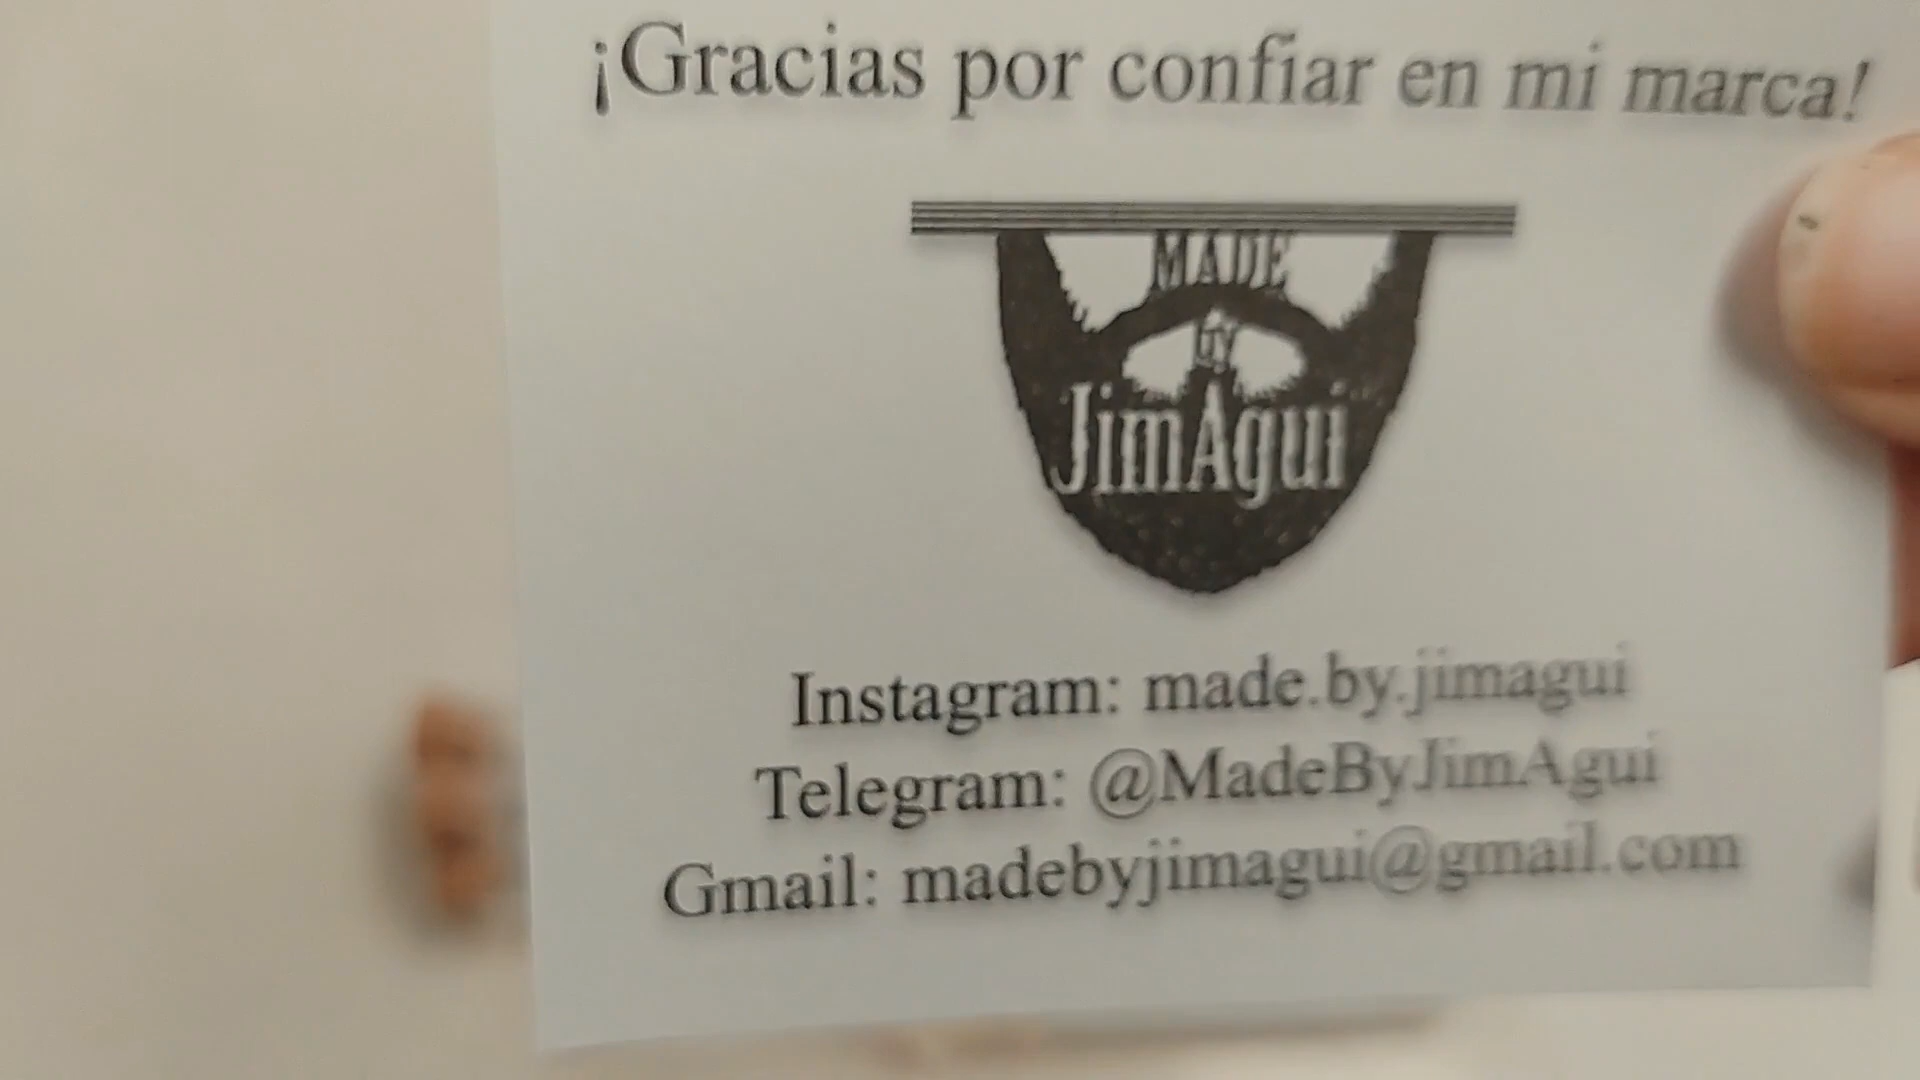 ¡Gracias por confiar en mi marca!
MADE
BY
JimAgui
Instagram: made.by.jimagui
Telegram: @MadeByJimAgui
Gmail: madebyjimagui@gmail.com